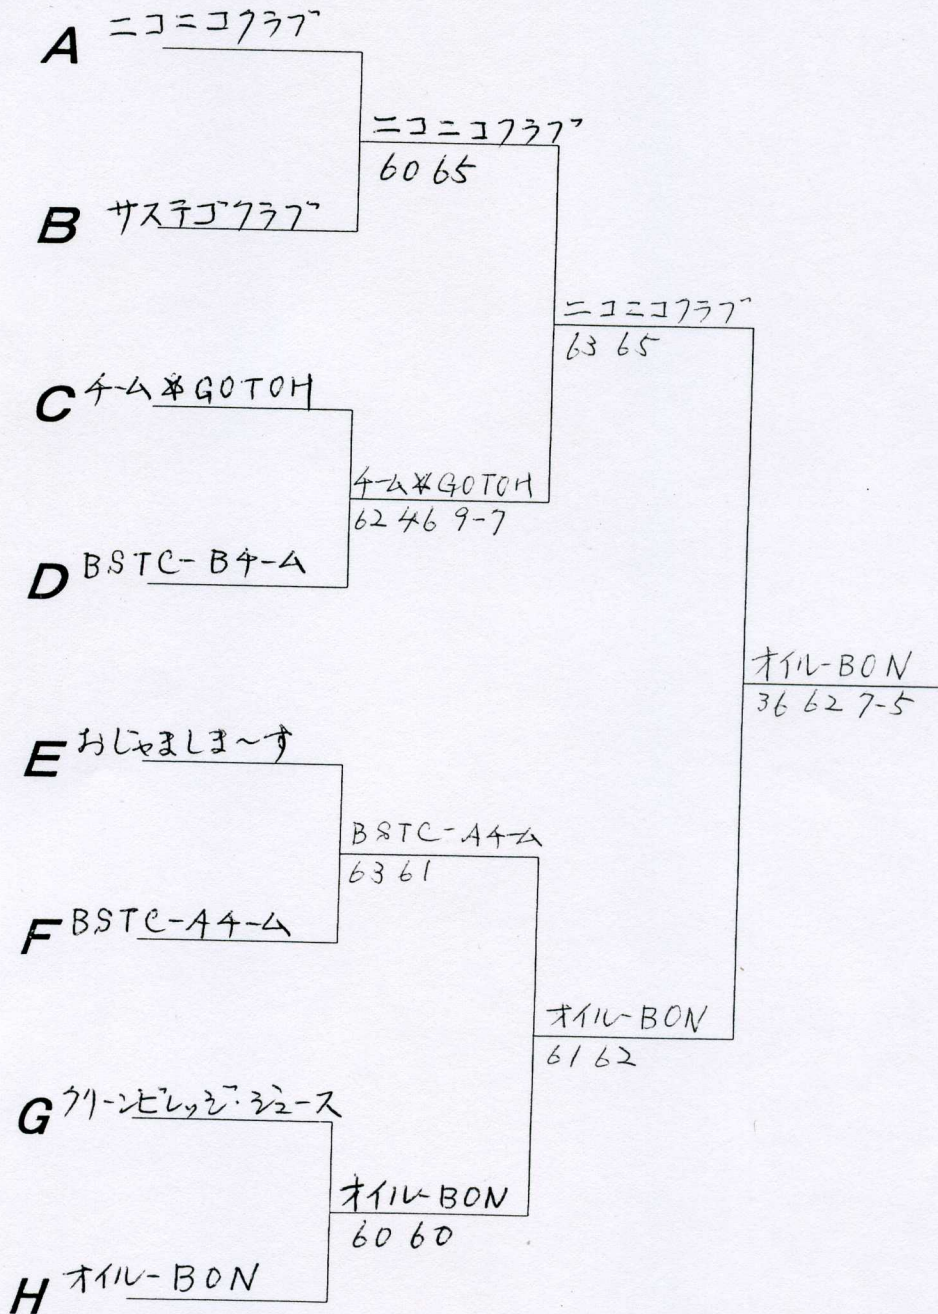 A ニコニコクラブ
ニコニコクラブ
60 65
B サステゴクラブ
ニコニコクラブ
63 65
C チーム☆GOTOH
チーム☆GOTOH
62 46 9-7
D BSTC-Bチーム
オイル-BON
36 62 7-5
E おじゃましま〜す
BSTC-Aチーム
63 61
F BSTC-Aチーム
オイル-BON
61 62
G クリーンビレッジ・ジュース
オイル-BON
60 60
H オイル-BON